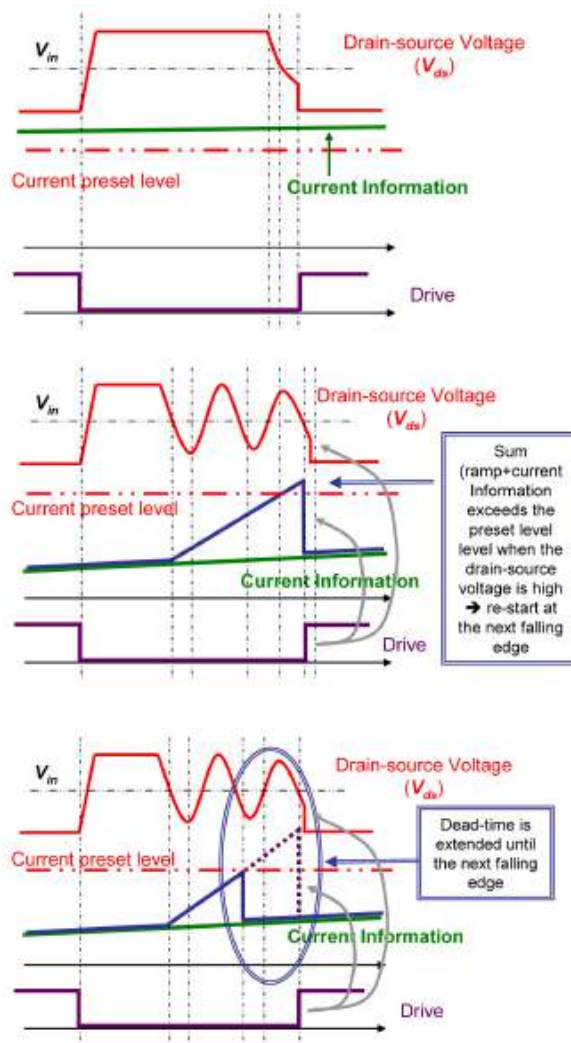 Vin
Drain-source Voltage
(Vds)
Current preset level
Current Information
Drive
Vin
Drain-source Voltage
(Vds)
Current preset level
Current Information
Drive
Sum
(ramp+current
Information
exceeds the
preset level
level when the
drain-source
voltage is high
➔ re-start at
the next falling
edge
Vin
Drain-source Voltage
(Vds)
Current preset level
Current Information
Drive
Dead-time is
extended until
the next falling
edge